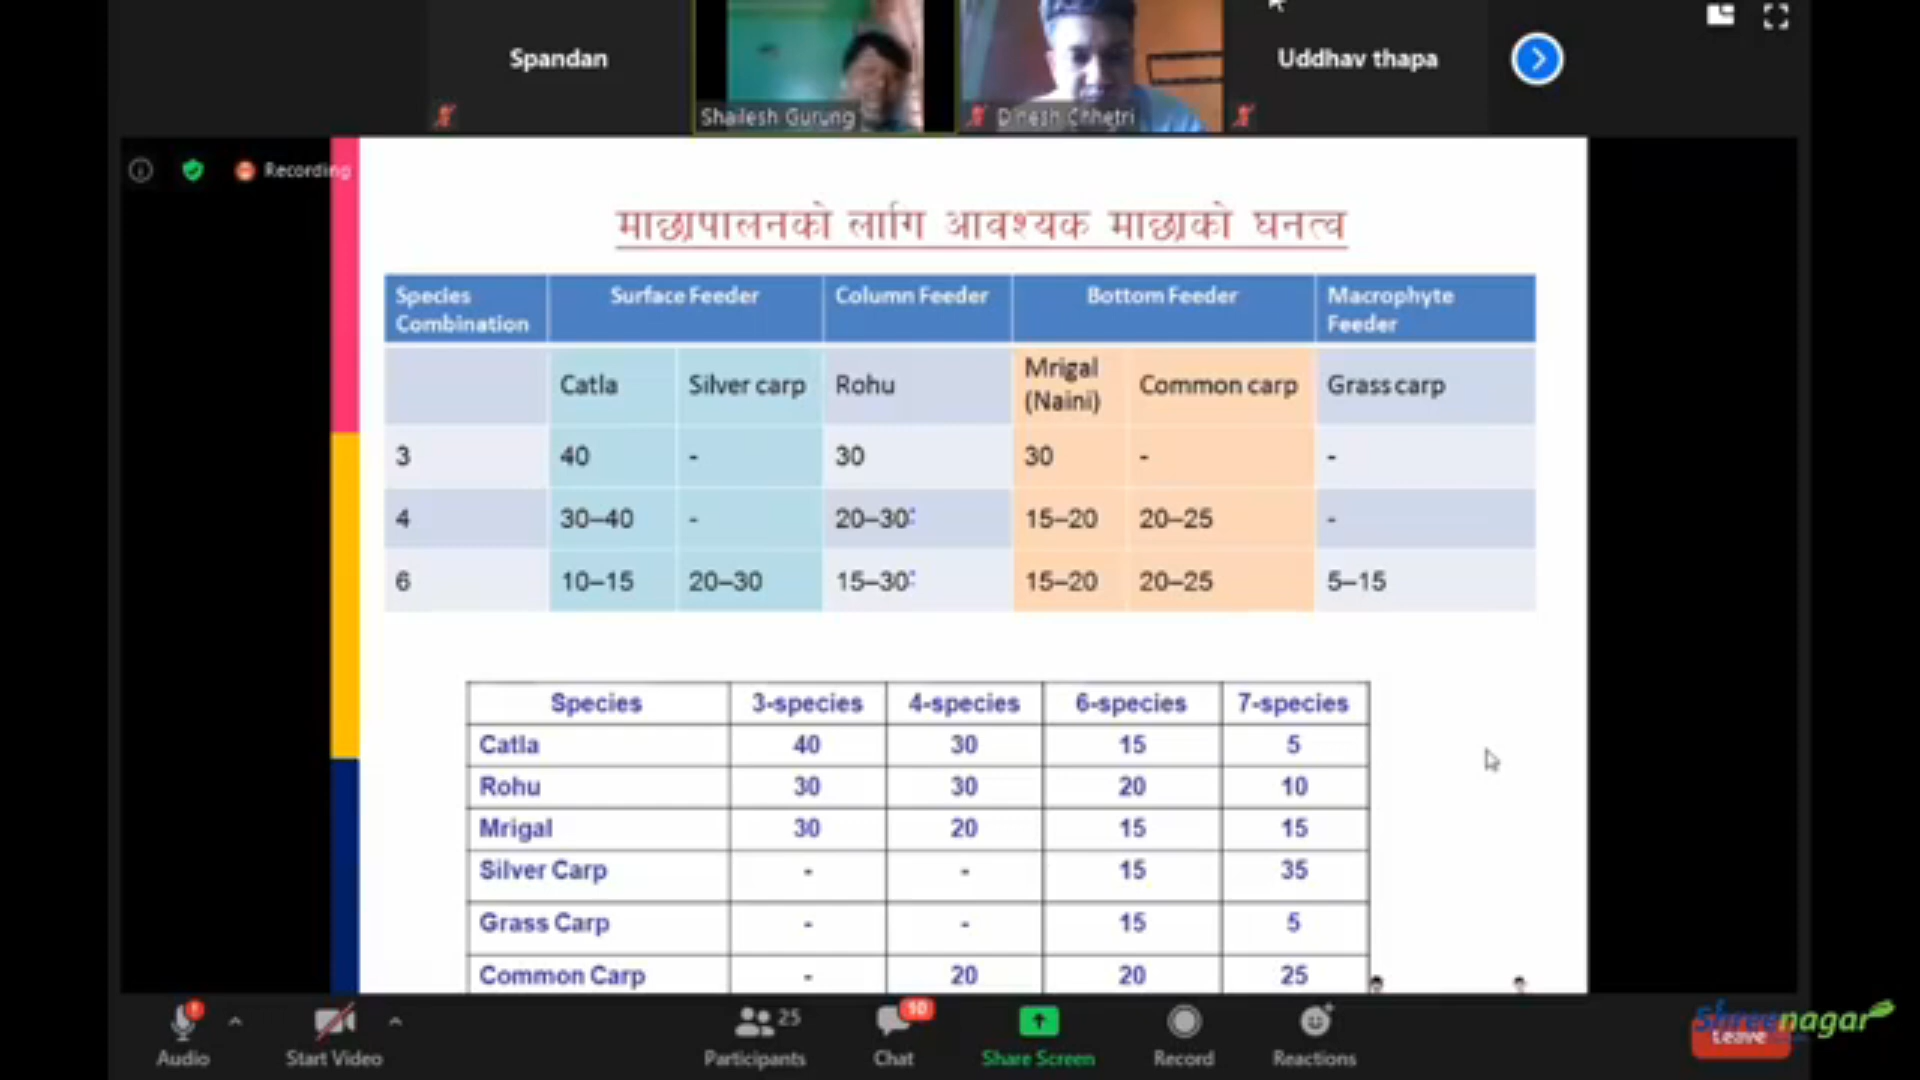 Spandan
Shailesh Gurung
Dinesh Chhetri
Uddhav thapa
Recording
माछापालनको लागि आवश्यक माछाको घनत्व
Species Combination Surface Feeder Column Feeder Bottom Feeder Macrophyte Feeder
Catla Silver carp Rohu Mrigal (Naini) Common carp Grass carp
3 40 - 30 30 - -
4 30–40 - 20–30 15–20 20–25 -
6 10–15 20–30 15–30 15–20 20–25 5–15
Species 3-species 4-species 6-species 7-species
Catla 40 30 15 5
Rohu 30 30 20 10
Mrigal 30 20 15 15
Silver Carp - - 15 35
Grass Carp - - 15 5
Common Carp - 20 20 25
Audio Start Video Participants 25 Chat 10 Share Screen Record Reactions Leave
Shreenagar